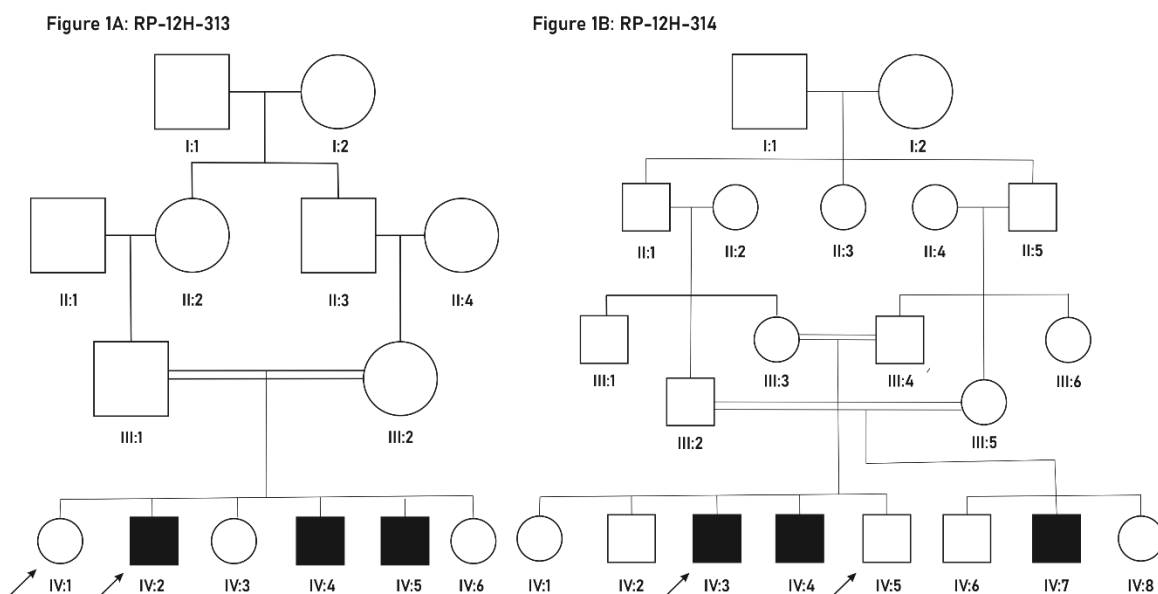 Figure 1A: RP-12H-313
I:1 I:2
II:1 II:2 II:3 II:4
III:1 III:2
IV:1 IV:2 IV:3 IV:4 IV:5 IV:6
Figure 1B: RP-12H-314
I:1 I:2
II:1 II:2 II:3 II:4 II:5
III:1 III:3 III:4 III:6
III:2 III:5
IV:1 IV:2 IV:3 IV:4 IV:5 IV:6 IV:7 IV:8